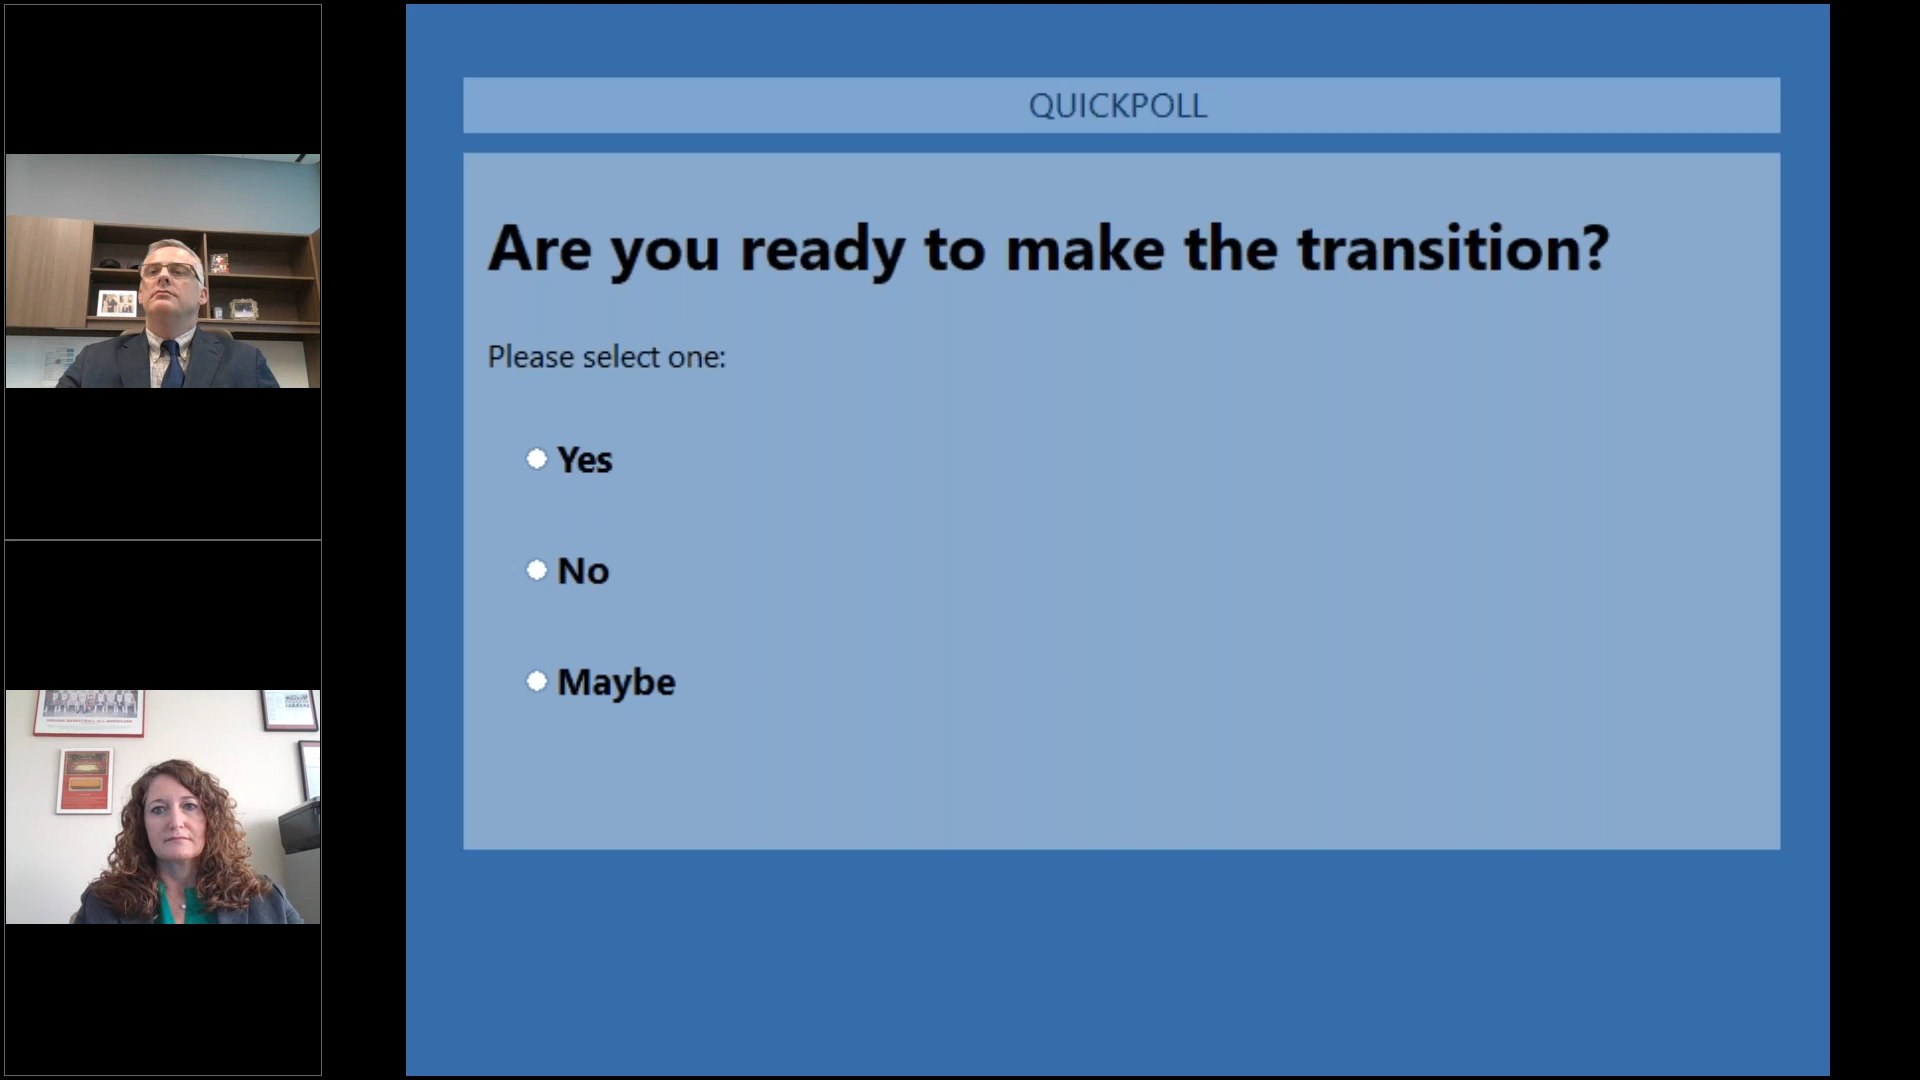 QUICKPOLL
Are you ready to make the transition?
Please select one:
Yes
No
Maybe